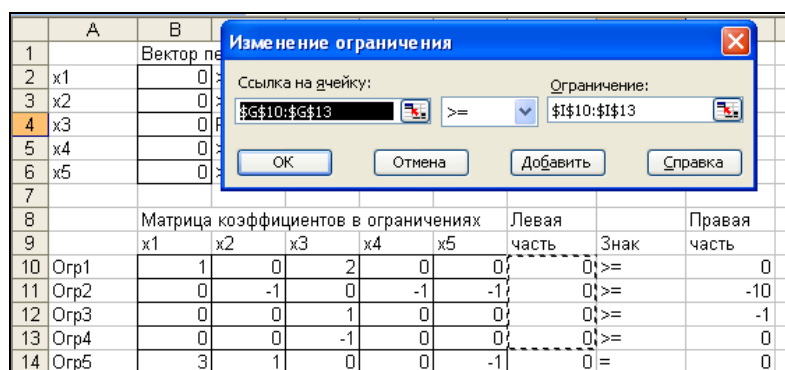 A B
1 Вектор пе
2 x1 0 >
3 x2 0 >
4 x3 0
5 x4 0 >
6 x5 0 >
Изменение ограничения
Ссылка на ячейку: Ограничение:
$G$10:$G$13 >= $I$10:$I$13
ОК Отмена Добавить Справка
7
8 Матрица коэффициентов в ограничениях Левая Правая
9 x1 x2 x3 x4 x5 часть Знак часть
10 Огр1 1 0 2 0 0 0 >= 0
11 Огр2 0 -1 0 -1 -1 0 >= -10
12 Огр3 0 0 1 0 0 0 >= -1
13 Огр4 0 0 -1 0 0 0 >= 0
14 Огр5 3 1 0 0 -1 0 = 0